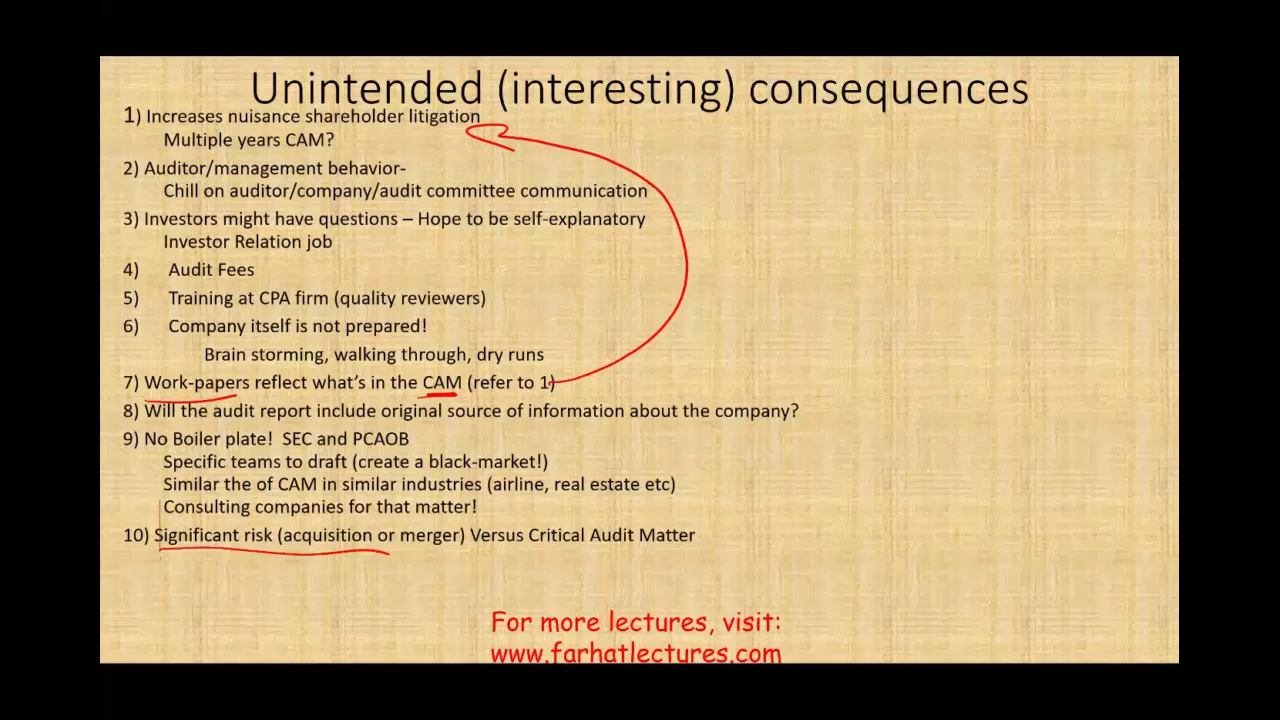 Unintended (interesting) consequences
1) Increases nuisance shareholder litigation
Multiple years CAM?
2) Auditor/management behavior-
Chill on auditor/company/audit committee communication
3) Investors might have questions – Hope to be self-explanatory
Investor Relation job
4) Audit Fees
5) Training at CPA firm (quality reviewers)
6) Company itself is not prepared!
Brain storming, walking through, dry runs
7) Work-papers reflect what's in the CAM (refer to 1)
8) Will the audit report include original source of information about the company?
9) No Boiler plate! SEC and PCAOB
Specific teams to draft (create a black-market!)
Similar the of CAM in similar industries (airline, real estate etc)
Consulting companies for that matter!
10) Significant risk (acquisition or merger) Versus Critical Audit Matter
For more lectures, visit:
www.farhatlectures.com